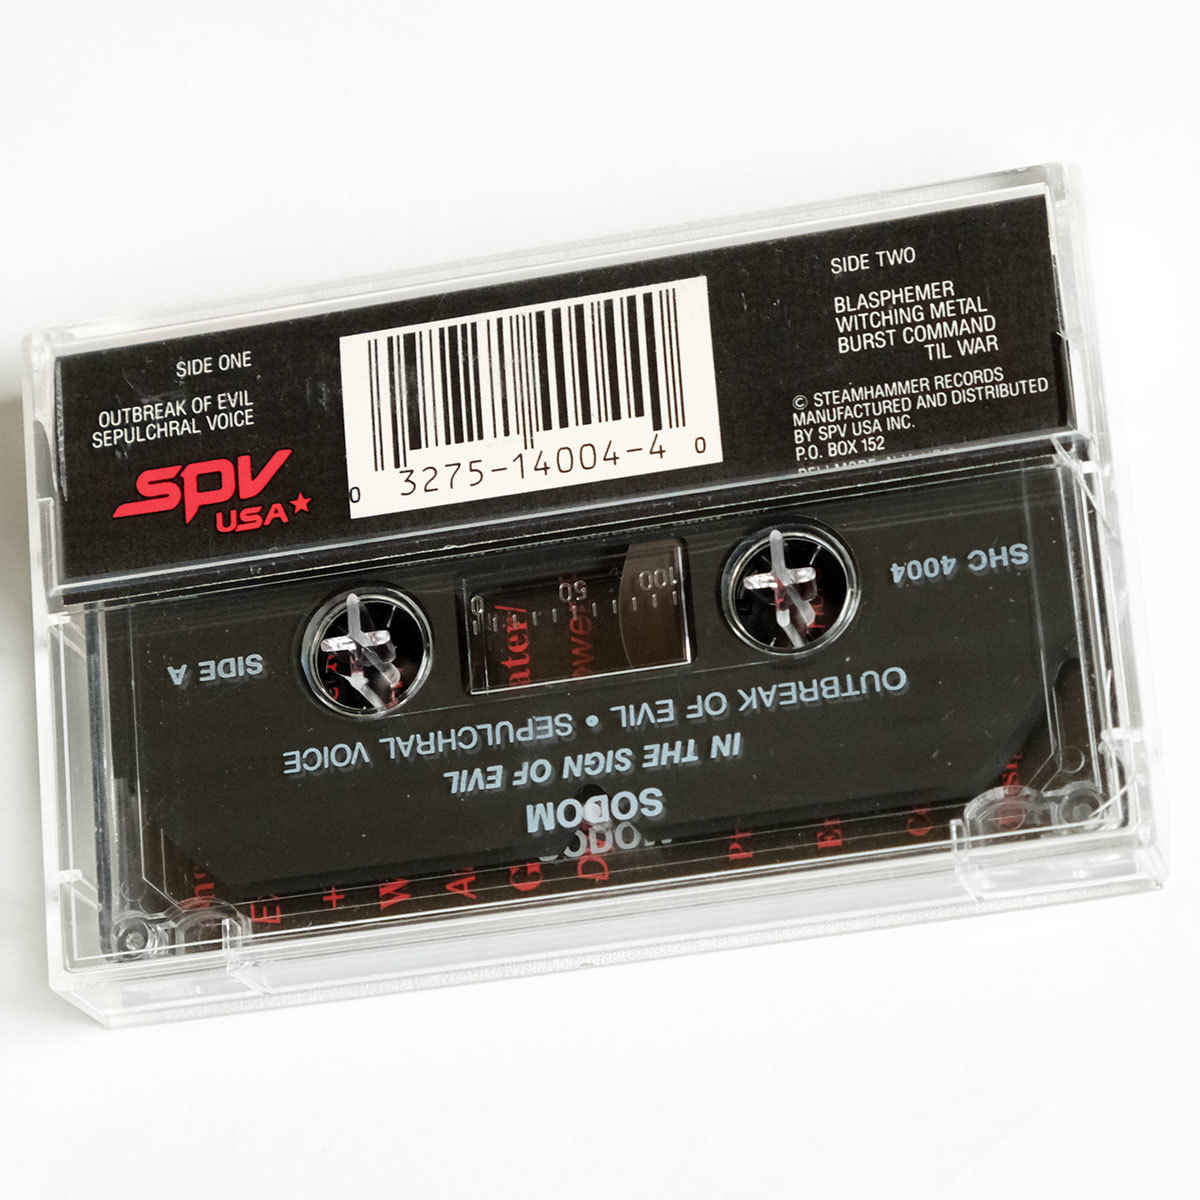 SIDE ONE
OUTBREAK OF EVIL
SEPULCHRAL VOICE
SPV
USA
0 3275-14004-4 0
SIDE TWO
BLASPHEMER
WITCHING METAL
BURST COMMAND
TIL WAR
© STEAMHAMMER RECORDS
MANUFACTURED AND DISTRIBUTED
BY SPV USA INC.
P.O. BOX 152
SODOM
IN THE SIGN OF EVIL
OUTBREAK OF EVIL • SEPULCHRAL VOICE
SIDE A
SHC 4004
0 50 100
ater/